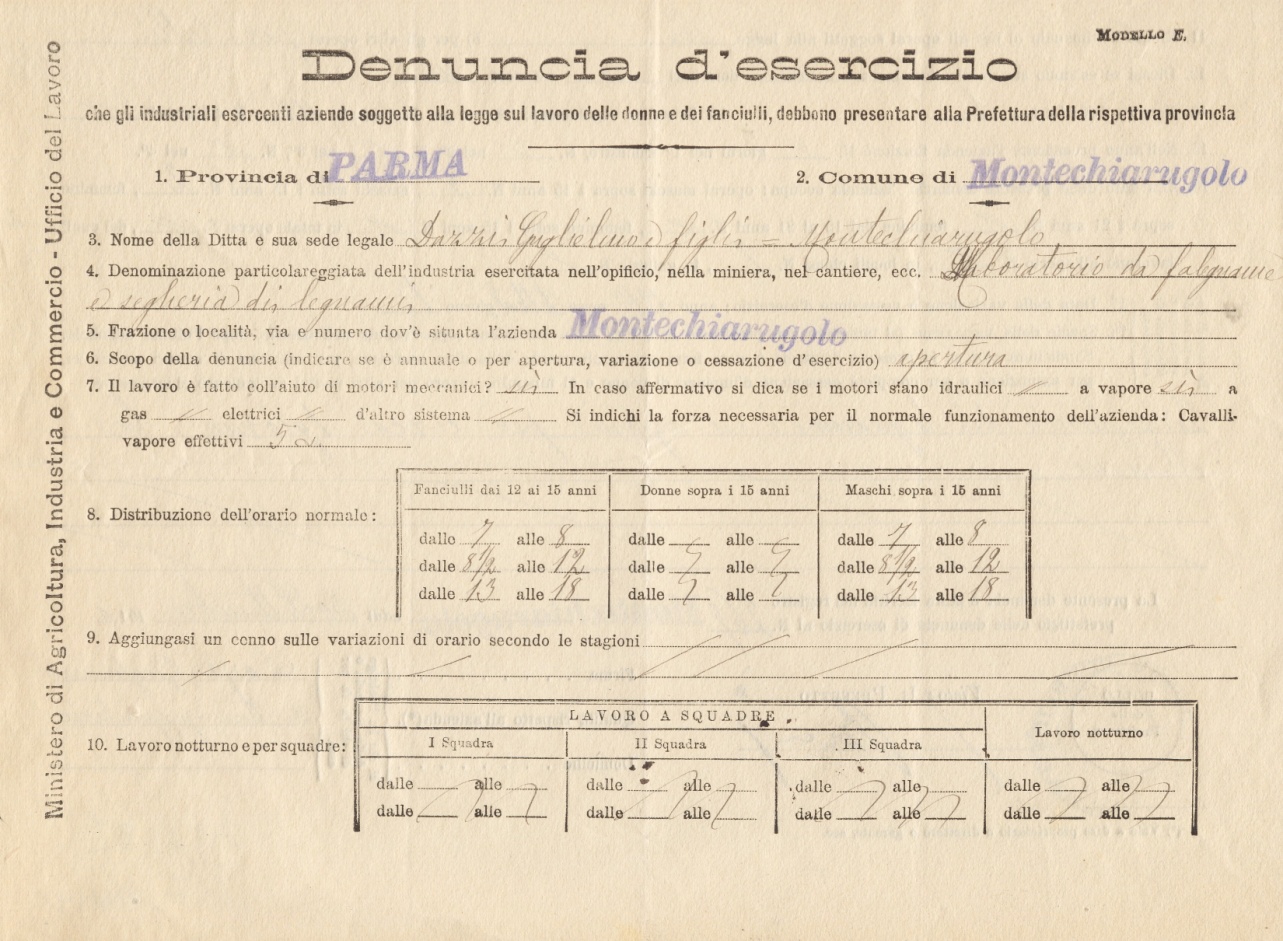 MODELLO E.
Denuncia d'esercizio
che gli industriali esercenti aziende soggette alla legge sul lavoro delle donne e dei fanciulli, debbono presentare alla Prefettura della rispettiva provincia
1. Provincia di PARMA 2. Comune di Montechiarugolo
3. Nome della Ditta e sua sede legale Dazzi Guglielmo e figli = Montechiarugolo
4. Denominazione particolareggiata dell'industria esercitata nell'opificio, nella miniera, nel cantiere, ecc. Laboratorio da falegname
e segheria di legnami
5. Frazione o località, via e numero dov'è situata l'azienda Montechiarugolo
6. Scopo della denuncia (indicare se è annuale o per apertura, variazione o cessazione d'esercizio) apertura
7. Il lavoro è fatto coll'aiuto di motori meccanici? sì In caso affermativo si dica se i motori siano idraulici // a vapore sì a
gas // elettrici // d'altro sistema // Si indichi la forza necessaria per il normale funzionamento dell'azienda: Cavalli-
vapore effettivi 5
8. Distribuzione dell'orario normale:
Fanciulli dai 12 ai 15 anni Donne sopra i 15 anni Maschi sopra i 15 anni
dalle 7 alle 8 dalle alle dalle 7 alle 8
dalle 8 1/2 alle 12 dalle alle dalle 8 1/2 alle 12
dalle 13 alle 18 dalle alle dalle 13 alle 18
9. Aggiungasi un cenno sulle variazioni di orario secondo le stagioni
10. Lavoro notturno e per squadre:
LAVORO A SQUADRE
Lavoro notturno
I Squadra II Squadra III Squadra
dalle alle dalle alle dalle alle dalle alle
dalle alle dalle alle dalle alle dalle alle
Ministero di Agricoltura, Industria e Commercio - Ufficio del Lavoro